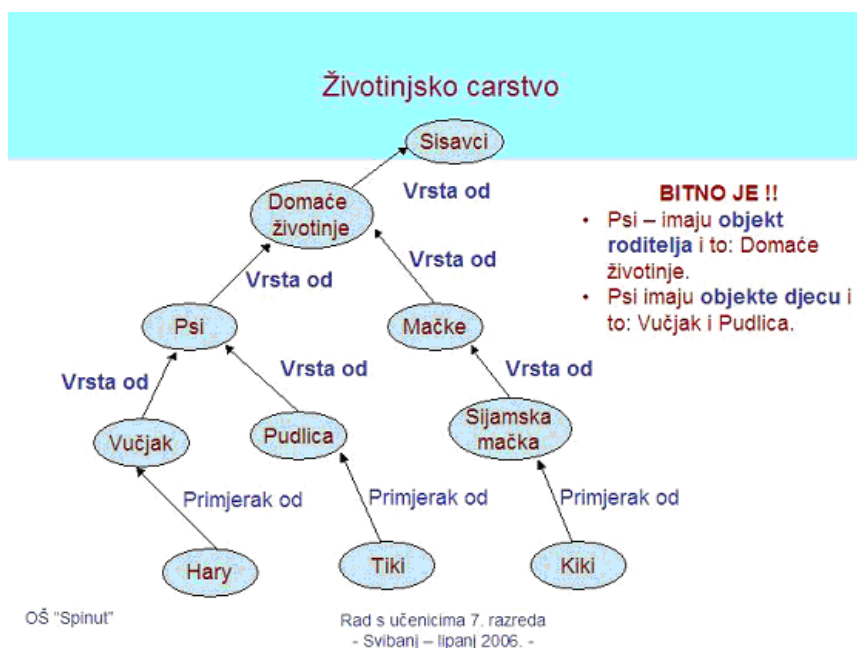 Životinjsko carstvo
Sisavci
Vrsta od
Domaće
životinje
Vrsta od
Vrsta od
Psi
Mačke
Vrsta od
Vrsta od
Vrsta od
Vučjak
Pudlica
Sijamska
mačka
Primjerak od
Primjerak od
Primjerak od
Hary
Tiki
Kiki
BITNO JE !!
• Psi – imaju objekt
roditelja i to: Domaće
životinje.
• Psi imaju objekte djecu i
to: Vučjak i Pudlica.
OŠ "Spinut"
Rad s učenicima 7. razreda
- Svibanj – lipanj 2006. -